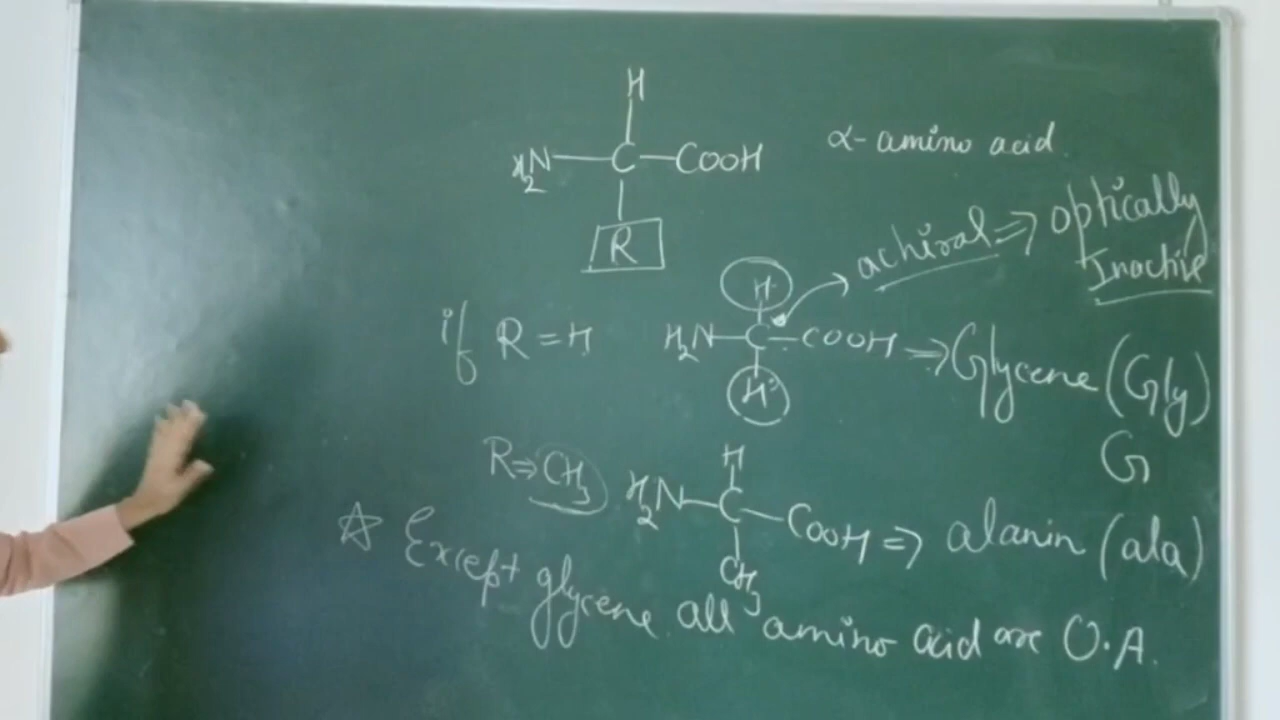 H
H₂N—C—COOH α-amino acid
R
achiral ⇒ optically
Inactive
H
if R = H H₂N—C—COOH ⇒ Glycene (Gly)
H
G
R ⇒ CH₃
H
H₂N—C—COOH ⇒ alanin (ala)
CH₃
☆ Except glycene all amino acid are O.A.